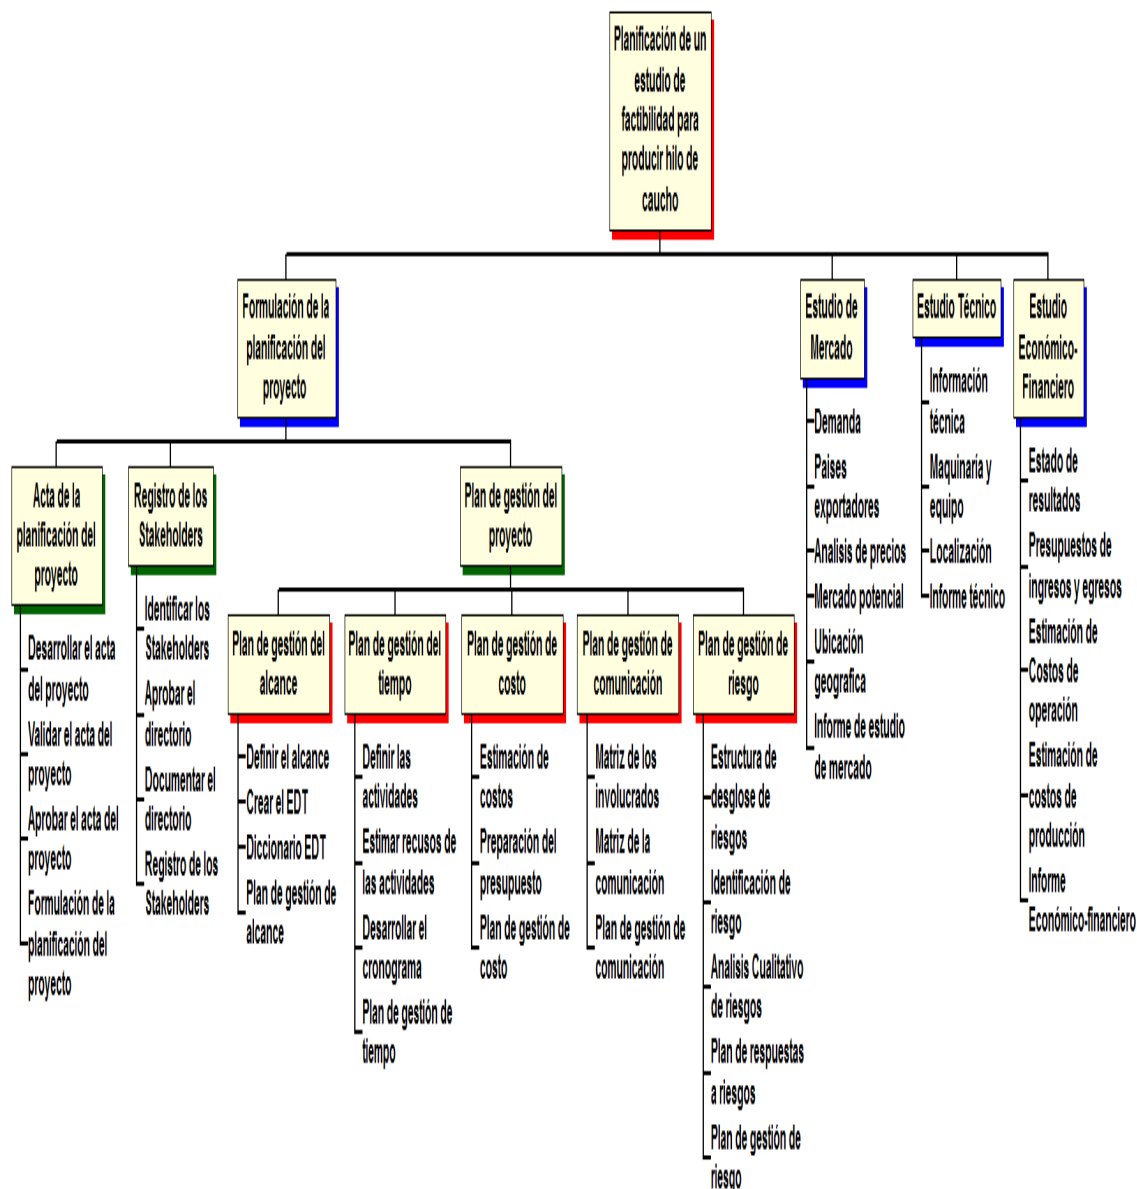 Planificación de un
estudio de
factibilidad para
producir hilo de
caucho
Formulación de la
planificación del
proyecto
Estudio de
Mercado
Estudio Técnico
Estudio
Económico-
Financiero
Acta de la
planificación del
proyecto
Registro de los
Stakeholders
Plan de gestión del
proyecto
Desarrollar el acta
del proyecto
Validar el acta del
proyecto
Aprobar el acta del
proyecto
Formulación de la
planificación del
proyecto
Identificar los
Stakeholders
Aprobar el
directorio
Documentar el
directorio
Registro de los
Stakeholders
Plan de gestión del
alcance
Plan de gestión del
tiempo
Plan de gestión de
costo
Plan de gestión de
comunicación
Plan de gestión de
riesgo
Definir el alcance
Crear el EDT
Diccionario EDT
Plan de gestión de
alcance
Definir las
actividades
Estimar recusos de
las actividades
Desarrollar el
cronograma
Plan de gestión de
tiempo
Estimación de
costos
Preparación del
presupuesto
Plan de gestión de
costo
Matriz de los
involucrados
Matriz de la
comunicación
Plan de gestión de
comunicación
Estructura de
desglose de
riesgos
Identificación de
riesgo
Analisis Cualitativo
de riesgos
Plan de respuestas
a riesgos
Plan de gestión de
riesgo
Demanda
Paises
exportadores
Analisis de precios
Mercado potencial
Ubicación
geografica
Informe de estudio
de mercado
Información
técnica
Maquinaría y
equipo
Localización
Informe técnico
Estado de
resultados
Presupuestos de
ingresos y egresos
Estimación de
Costos de
operación
Estimación de
costos de
producción
Informe
Económico-financiero